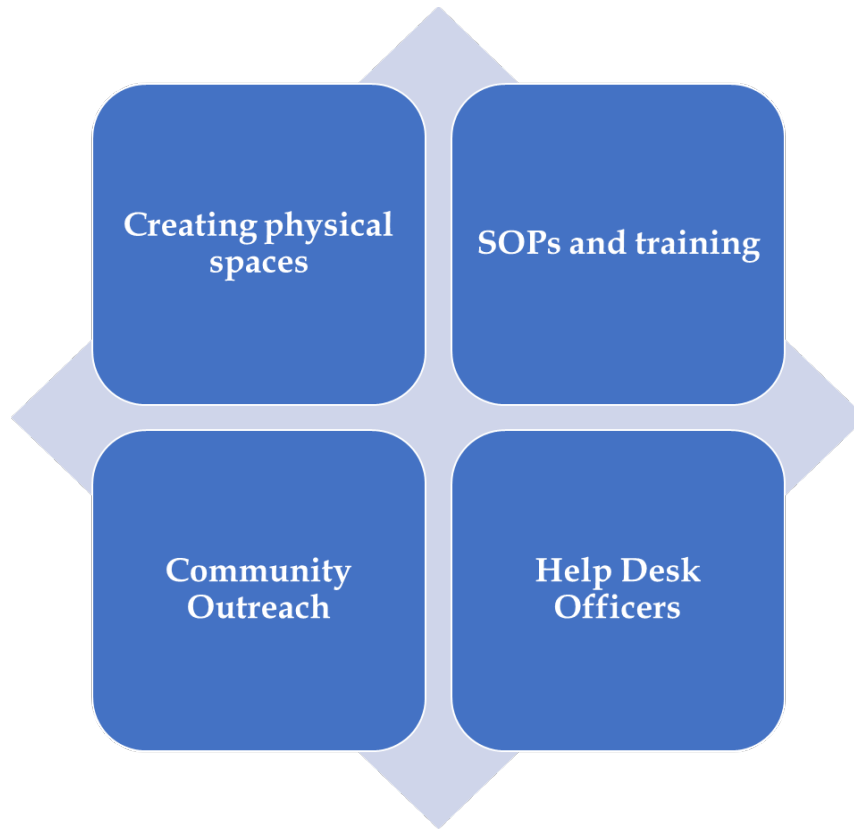 Creating physical
spaces
SOPs and training
Community
Outreach
Help Desk
Officers